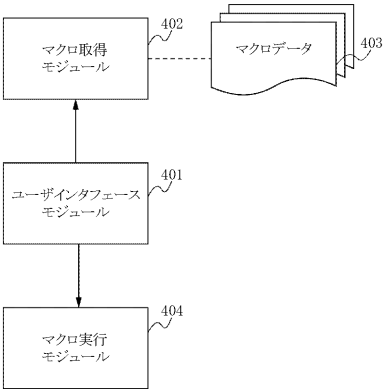 402
マクロ取得
モジュール
マクロデータ
403
401
ユーザインタフェース
モジュール
404
マクロ実行
モジュール